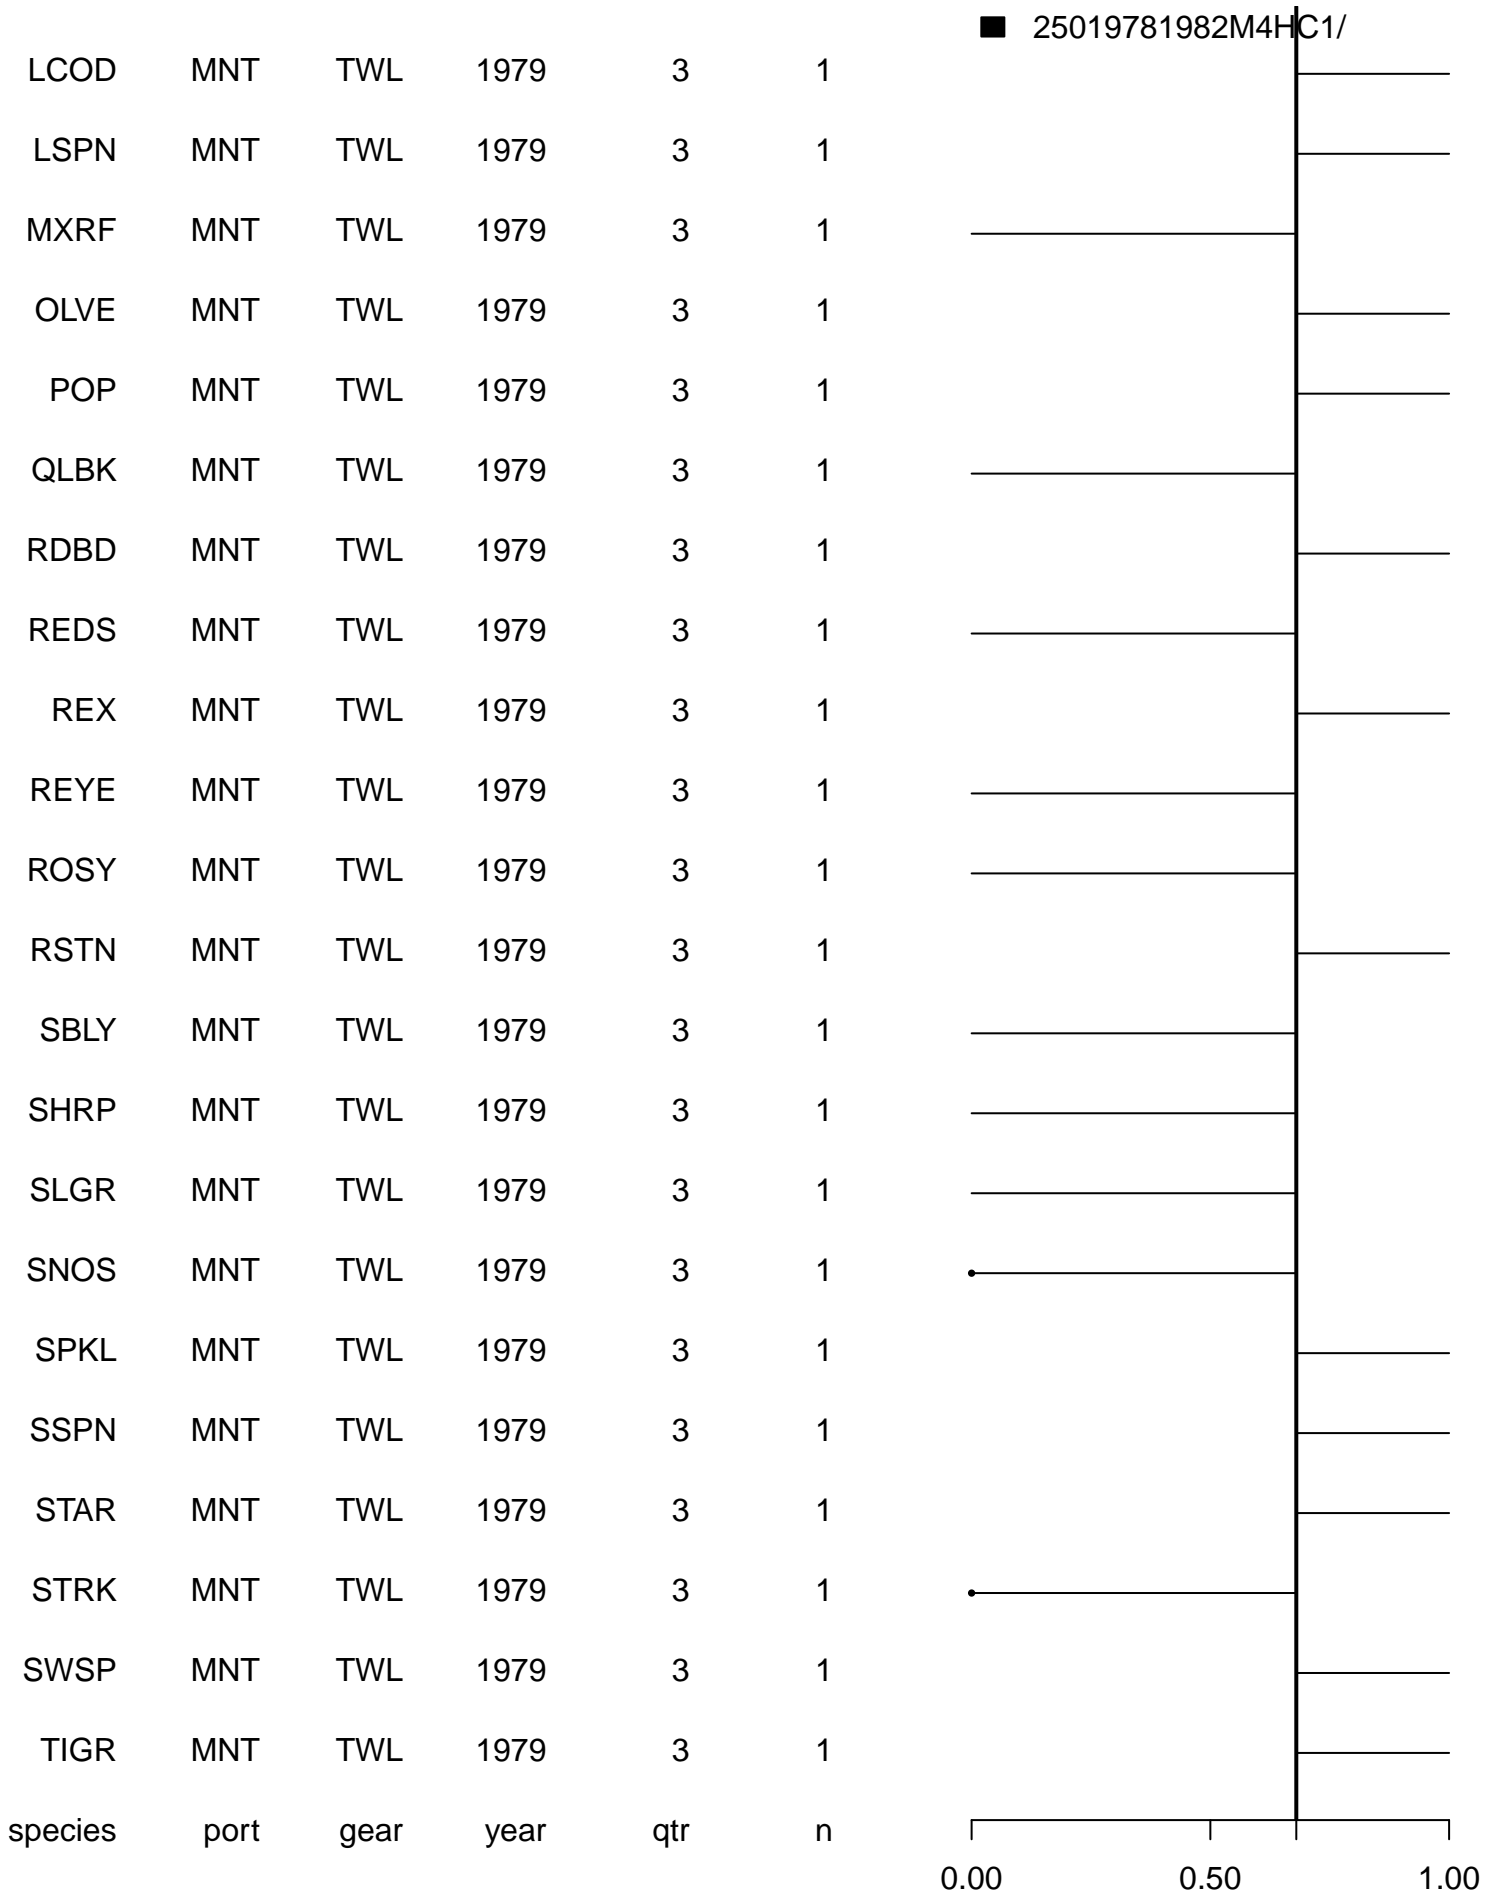 25019781982M4HC1/
LCOD MNT TWL 1979 3 1
LSPN MNT TWL 1979 3 1
MXRF MNT TWL 1979 3 1
OLVE MNT TWL 1979 3 1
POP MNT TWL 1979 3 1
QLBK MNT TWL 1979 3 1
RDBD MNT TWL 1979 3 1
REDS MNT TWL 1979 3 1
REX MNT TWL 1979 3 1
REYE MNT TWL 1979 3 1
ROSY MNT TWL 1979 3 1
RSTN MNT TWL 1979 3 1
SBLY MNT TWL 1979 3 1
SHRP MNT TWL 1979 3 1
SLGR MNT TWL 1979 3 1
SNOS MNT TWL 1979 3 1
SPKL MNT TWL 1979 3 1
SSPN MNT TWL 1979 3 1
STAR MNT TWL 1979 3 1
STRK MNT TWL 1979 3 1
SWSP MNT TWL 1979 3 1
TIGR MNT TWL 1979 3 1
species port gear year qtr n
0.00 0.50 1.00